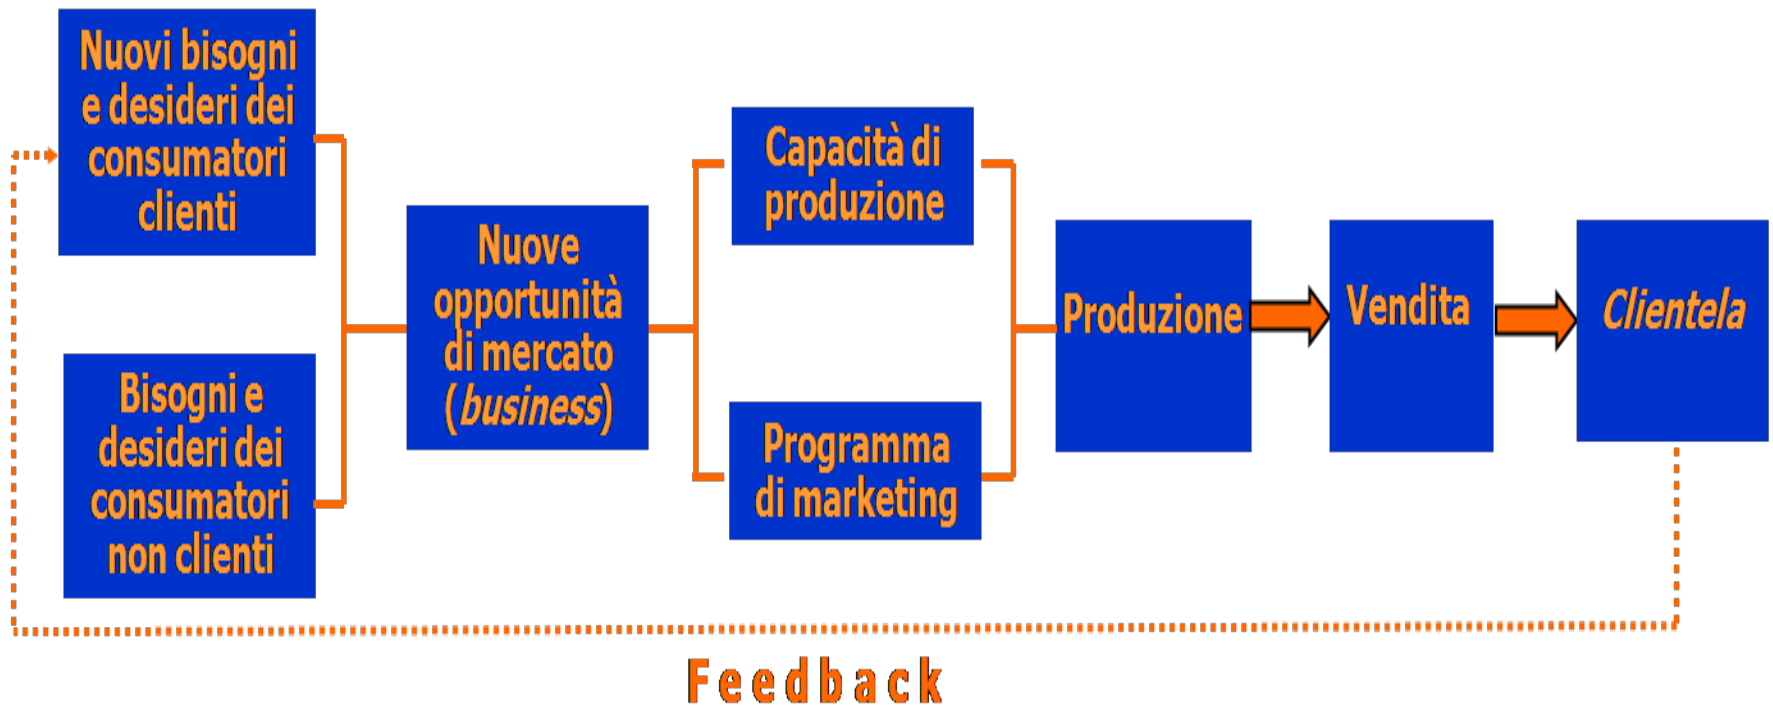 Nuovi bisogni
e desideri dei
consumatori
clienti
Bisogni e
desideri dei
consumatori
non clienti
Nuove
opportunità
di mercato
(business)
Capacità di
produzione
Programma
di marketing
Produzione
Vendita
Clientela
Feedback